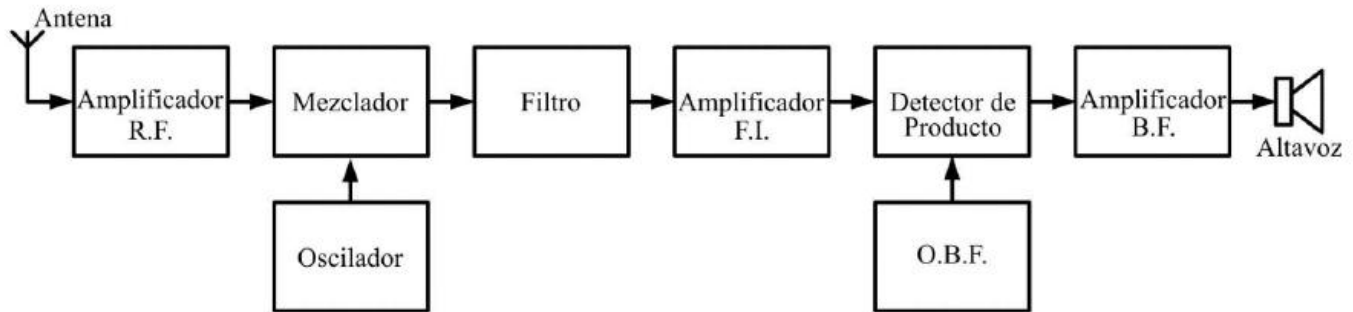 Antena
Amplificador
R.F.
Mezclador
Filtro
Amplificador
F.I.
Detector de
Producto
Amplificador
B.F.
Altavoz
Oscilador
O.B.F.